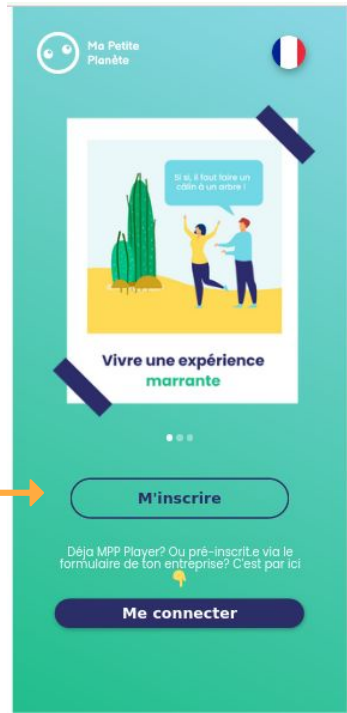 Ma Petite
Planète
Si si, il faut faire un
câlin à un arbre !
Vivre une expérience
marrante
M'inscrire
Déja MPP Player? Ou pré-inscrit.e via le
formulaire de ton entreprise? C'est par ici
Me connecter